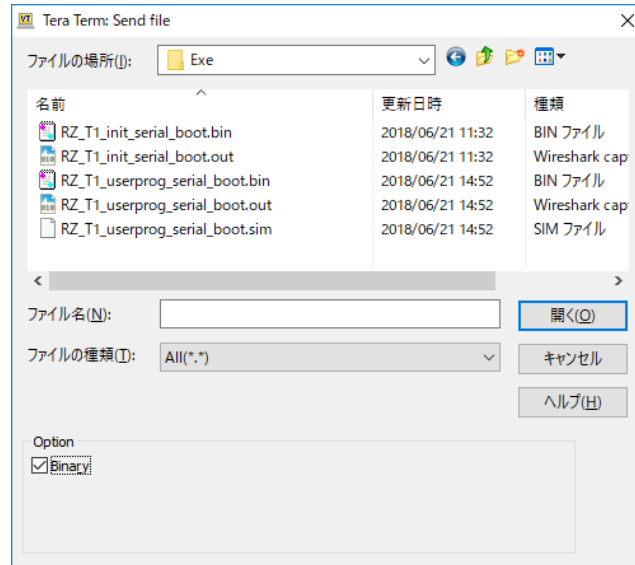 Tera Term: Send file
ファイルの場所(I): Exe
名前 更新日時 種類
RZ_T1_init_serial_boot.bin 2018/06/21 11:32 BIN ファイル
RZ_T1_init_serial_boot.out 2018/06/21 11:32 Wireshark cap
RZ_T1_userprog_serial_boot.bin 2018/06/21 14:52 BIN ファイル
RZ_T1_userprog_serial_boot.out 2018/06/21 14:52 Wireshark cap
RZ_T1_userprog_serial_boot.sim 2018/06/21 14:52 SIM ファイル
ファイル名(N): 開く(O)
ファイルの種類(T): All(*.*) キャンセル
ヘルプ(H)
Option
Binary